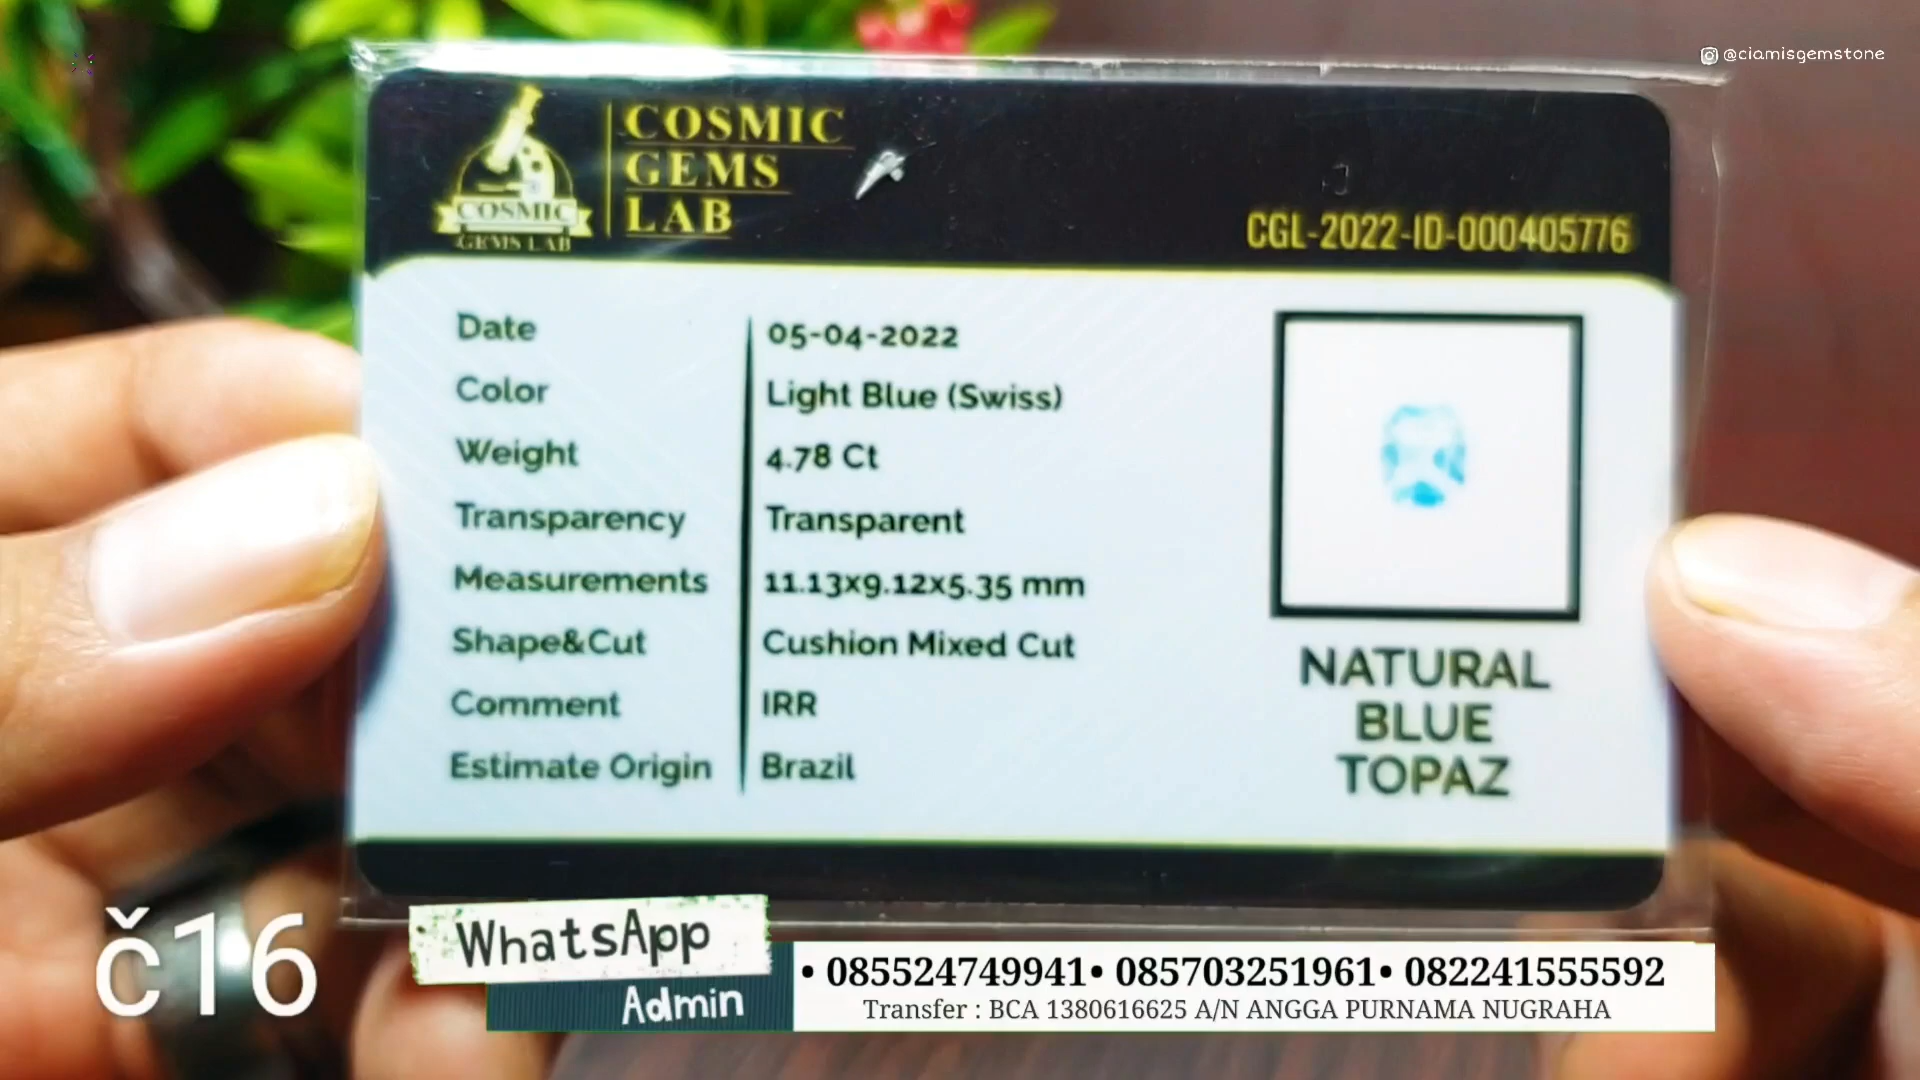 @ciamisgemstone
COSMIC
GEMS
LAB
COSMIC
GEMS LAB
CGL-2022-ID-000405776
Date 05-04-2022
Color Light Blue (Swiss)
Weight 4.78 Ct
Transparency Transparent
Measurements 11.13x9.12x5.35 mm
Shape&Cut Cushion Mixed Cut
Comment IRR
Estimate Origin Brazil
NATURAL
BLUE
TOPAZ
č16
WhatsApp
Admin
• 085524749941• 085703251961• 082241555592
Transfer : BCA 1380616625 A/N ANGGA PURNAMA NUGRAHA